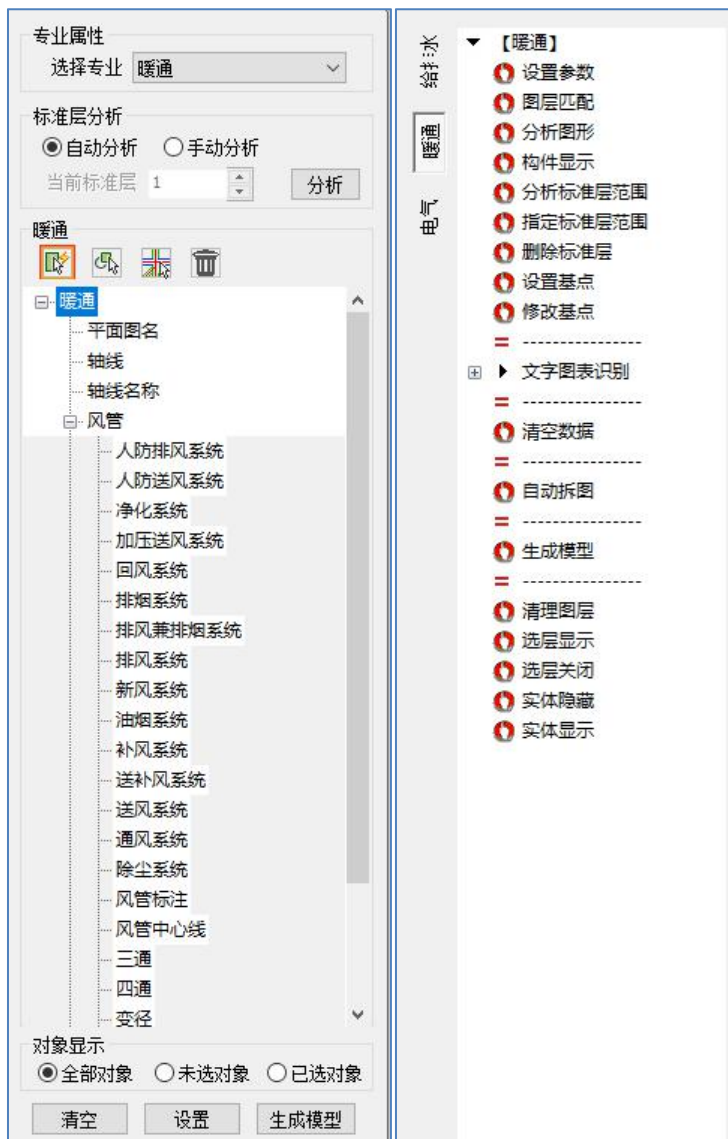 专业属性
选择专业 暖通
标准层分析
自动分析 手动分析
当前标准层 1 分析
暖通
暖通
平面图名
轴线
轴线名称
风管
人防排风系统
人防送风系统
净化系统
加压送风系统
回风系统
排烟系统
排风兼排烟系统
排风系统
新风系统
油烟系统
补风系统
送补风系统
送风系统
通风系统
除尘系统
风管标注
风管中心线
三通
四通
变径
对象显示
全部对象 未选对象 已选对象
清空 设置 生成模型
给排水
暖通
电气
【暖通】
设置参数
图层匹配
分析图形
构件显示
分析标准层范围
指定标准层范围
删除标准层
设置基点
修改基点
= ----------------
文字图表识别
= ----------------
清空数据
= ----------------
自动拆图
= ----------------
生成模型
= ----------------
清理图层
选层显示
选层关闭
实体隐藏
实体显示